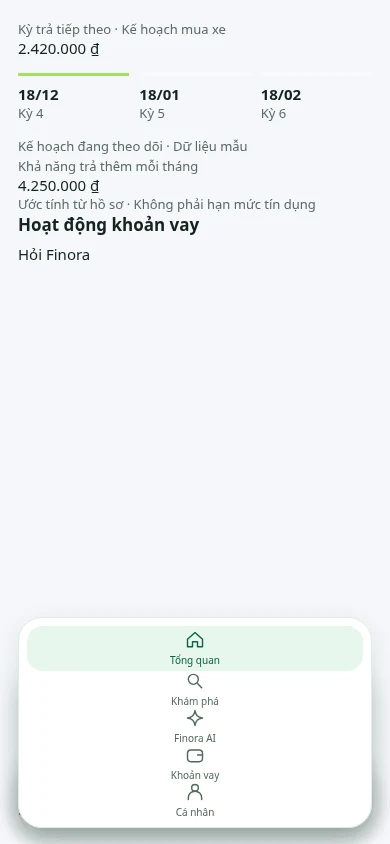 Kỳ trả tiếp theo · Kế hoạch mua xe
2.420.000 ₫
18/12
18/01
18/02
Kỳ 4
Kỳ 5
Kỳ 6
Kế hoạch đang theo dõi · Dữ liệu mẫu
Khả năng trả thêm mỗi tháng
4.250.000 ₫
Ước tính từ hồ sơ · Không phải hạn mức tín dụng
Hoạt động khoản vay
Hỏi Finora
Tổng quan
Khám phá
Finora AI
Khoản vay
Cá nhân